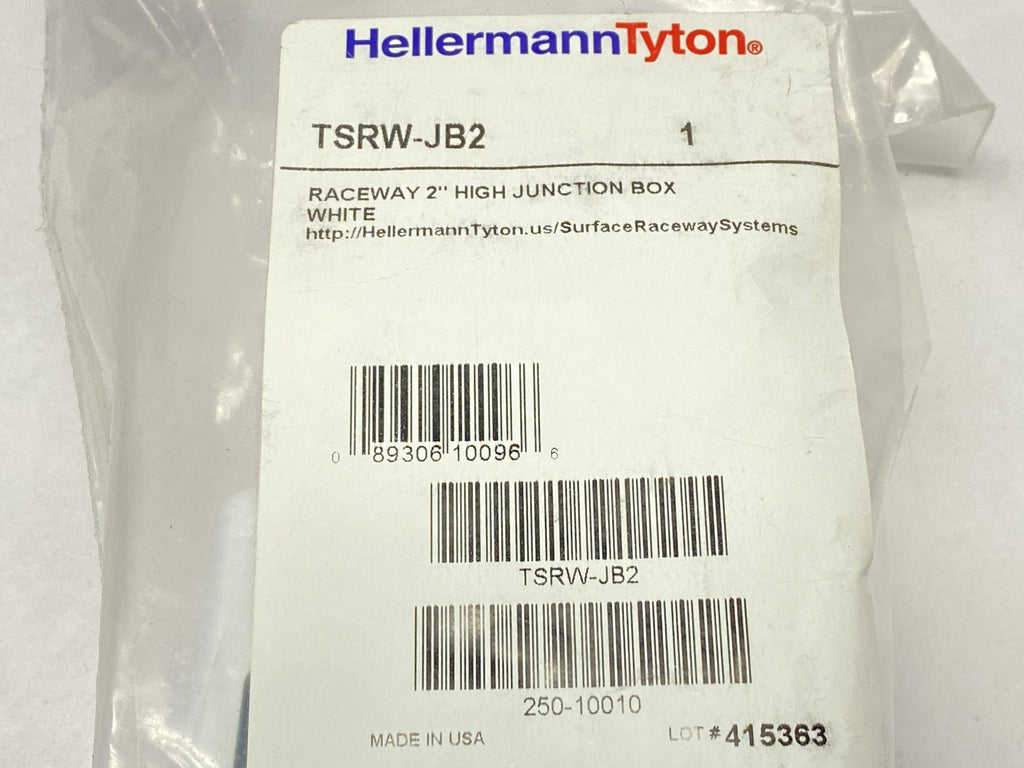 HellermannTyton®
TSRW-JB2 1
RACEWAY 2" HIGH JUNCTION BOX
WHITE
http://HellermannTyton.us/SurfaceRacewaySystems
0 89306 10096 6
TSRW-JB2
250-10010
MADE IN USA LOT # 415363